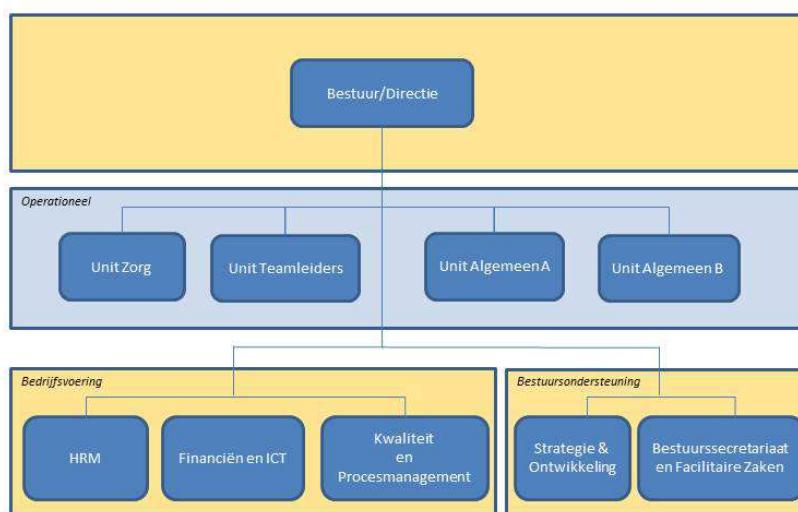 Bestuur/Directie
Operationeel
Unit Zorg
Unit Teamleiders
Unit Algemeen A
Unit Algemeen B
Bedrijfsvoering
HRM
Financiën en ICT
Kwaliteit
en
Procesmanagement
Bestuursondersteuning
Strategie &
Ontwikkeling
Bestuurssecretariaat
en Facilitaire Zaken